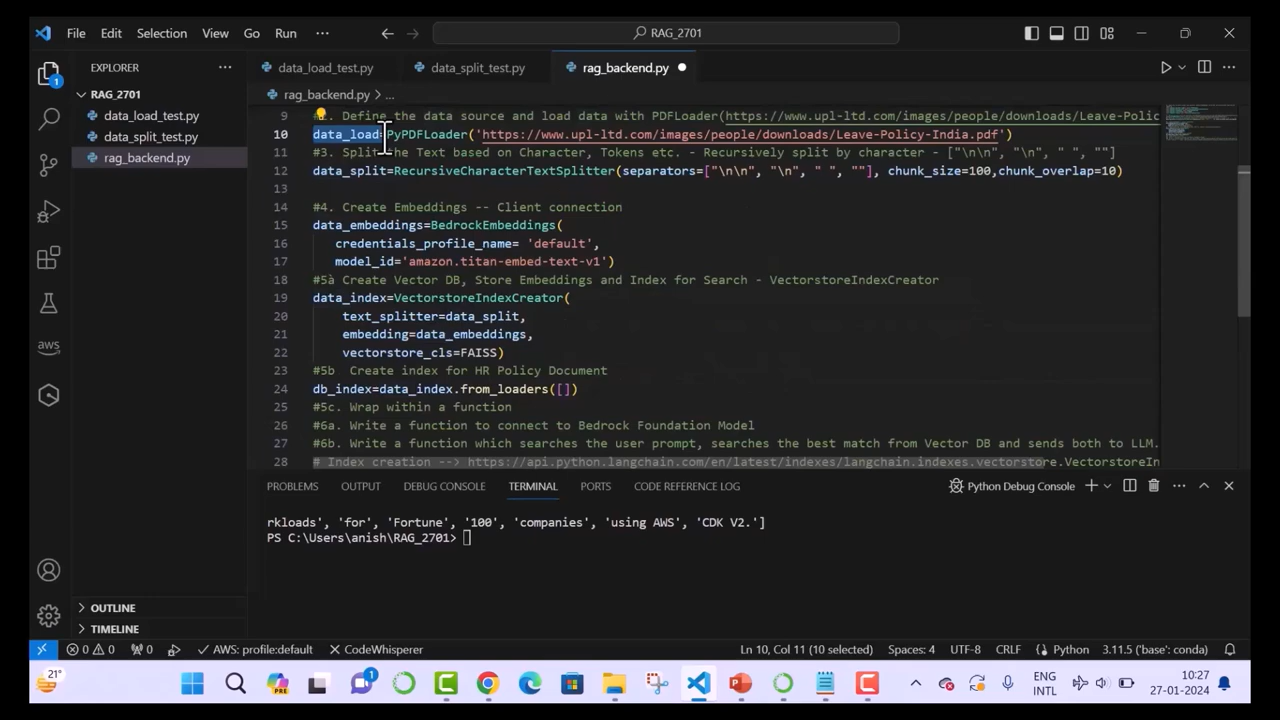 File Edit Selection View Go Run ··· RAG_2701
EXPLORER ···
RAG_2701
data_load_test.py
data_split_test.py
rag_backend.py
OUTLINE
TIMELINE
1
aws
data_load_test.py data_split_test.py rag_backend.py
rag_backend.py > ...
9 Define the data source and load data with PDFLoader(https://www.upl-ltd.com/images/people/downloads/Leave-Polic
10 data_load=PyPDFLoader('https://www.upl-ltd.com/images/people/downloads/Leave-Policy-India.pdf')
11 #3. Split the Text based on Character, Tokens etc. - Recursively split by character - ["\n\n", "\n", " ", ""]
12 data_split=RecursiveCharacterTextSplitter(separators=["\n\n", "\n", " ", ""], chunk_size=100,chunk_overlap=10)
13
14 #4. Create Embeddings -- Client connection
15 data_embeddings=BedrockEmbeddings(
16 credentials_profile_name= 'default',
17 model_id='amazon.titan-embed-text-v1')
18 #5à Create Vector DB, Store Embeddings and Index for Search - VectorstoreIndexCreator
19 data_index=VectorstoreIndexCreator(
20 text_splitter=data_split,
21 embedding=data_embeddings,
22 vectorstore_cls=FAISS)
23 #5b  Create index for HR Policy Document
24 db_index=data_index.from_loaders([])
25 #5c. Wrap within a function
26 #6a. Write a function to connect to Bedrock Foundation Model
27 #6b. Write a function which searches the user prompt, searches the best match from Vector DB and sends both to LLM.
28 # Index creation --> https://api.python.langchain.com/en/latest/indexes/langchain.indexes.vectorstore.VectorstoreIn
PROBLEMS OUTPUT DEBUG CONSOLE TERMINAL PORTS CODE REFERENCE LOG Python Debug Console
rkloads', 'for', 'Fortune', '100', 'companies', 'using AWS', 'CDK V2.']
PS C:\Users\anish\RAG_2701>
0 0 0 AWS: profile:default CodeWhisperer Ln 10, Col 11 (10 selected) Spaces: 4 UTF-8 CRLF Python 3.11.5 ('base': conda)
21° PRE 1 ENG INTL 10:27 27-01-2024